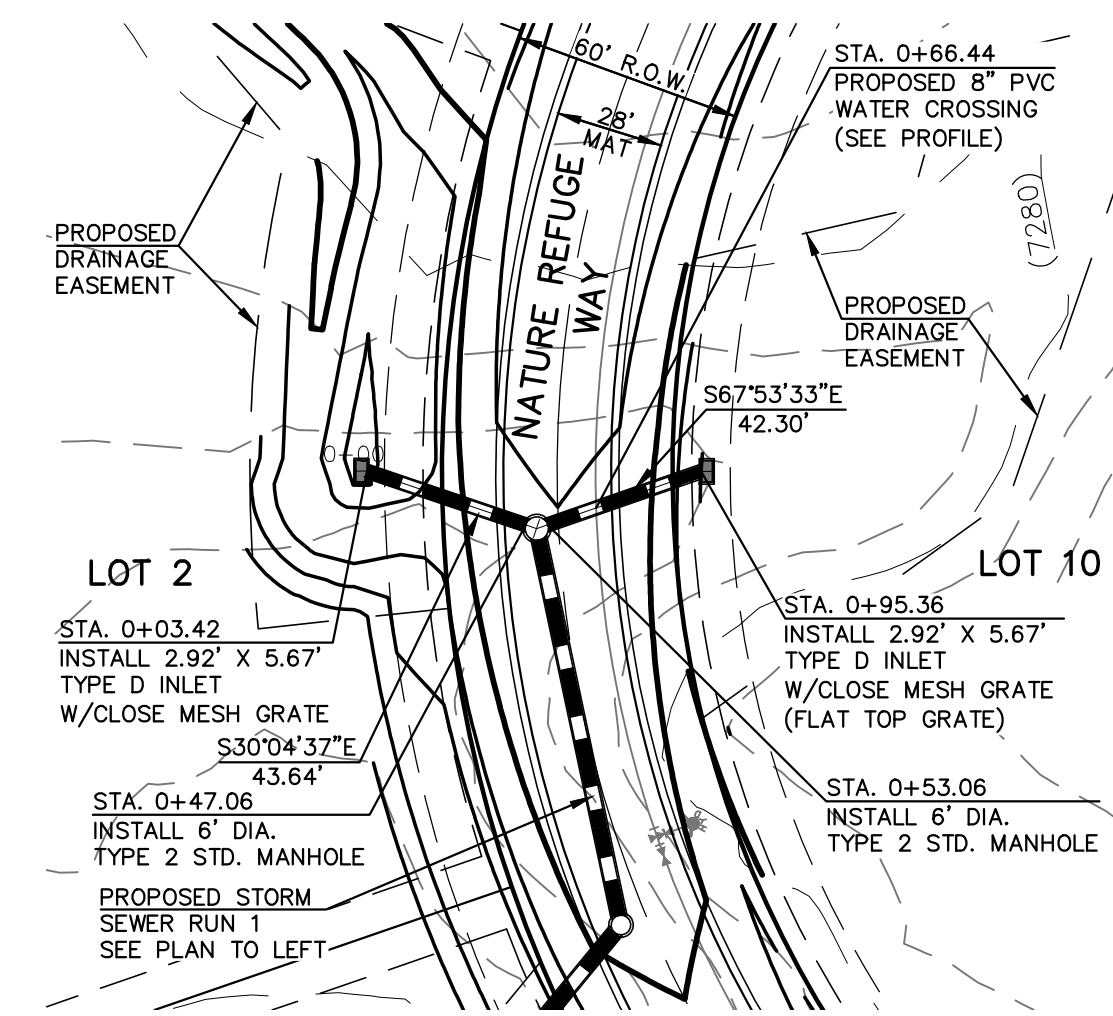 60' R.O.W.
28'
MAT
NATURE REFUGE
WAY
STA. 0+66.44
PROPOSED 8" PVC
WATER CROSSING
(SEE PROFILE)
(7280)
PROPOSED
DRAINAGE
EASEMENT
PROPOSED
DRAINAGE
EASEMENT
S67°53'33"E
42.30'
LOT 2
LOT 10
STA. 0+03.42
INSTALL 2.92' X 5.67'
TYPE D INLET
W/CLOSE MESH GRATE
STA. 0+95.36
INSTALL 2.92' X 5.67'
TYPE D INLET
W/CLOSE MESH GRATE
(FLAT TOP GRATE)
S30°04'37"E
43.64'
STA. 0+47.06
INSTALL 6' DIA.
TYPE 2 STD. MANHOLE
STA. 0+53.06
INSTALL 6' DIA.
TYPE 2 STD. MANHOLE
PROPOSED STORM
SEWER RUN 1
SEE PLAN TO LEFT